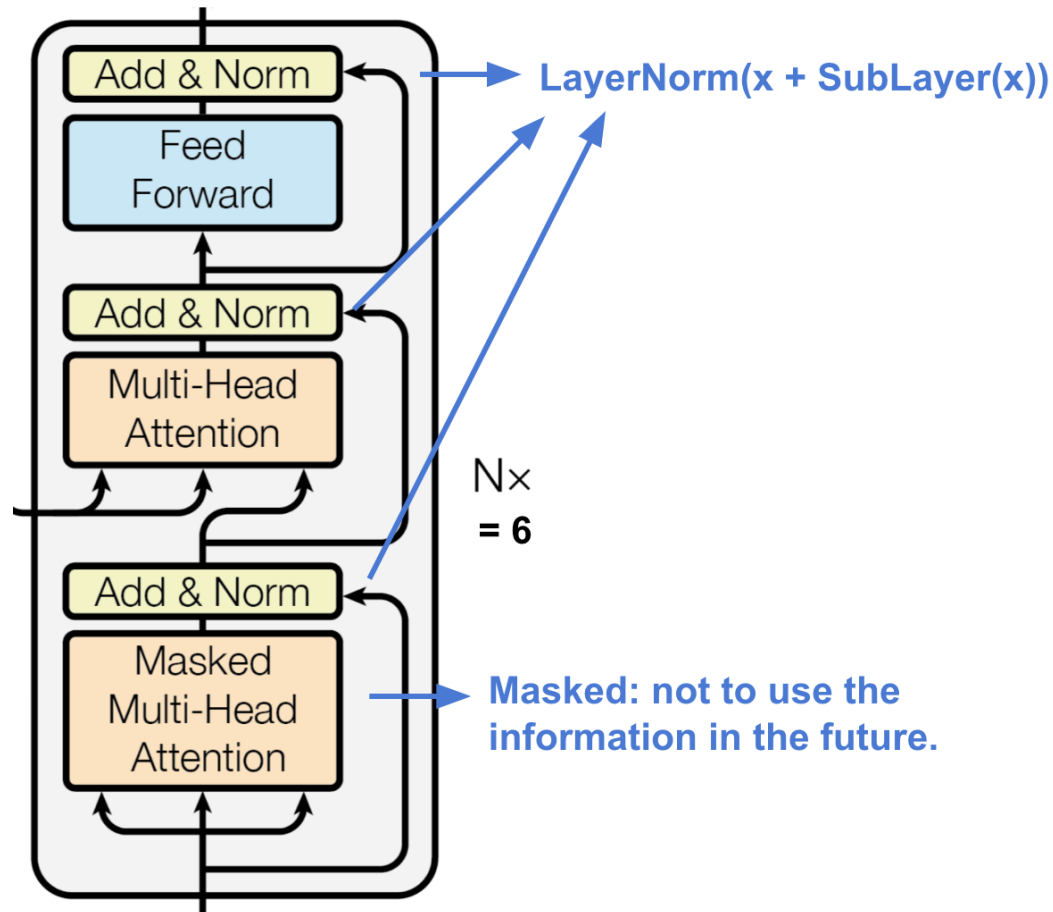 Add & Norm
LayerNorm(x + SubLayer(x))
Feed
Forward
Add & Norm
Multi-Head
Attention
N×
= 6
Add & Norm
Masked
Multi-Head
Attention
Masked: not to use the
information in the future.